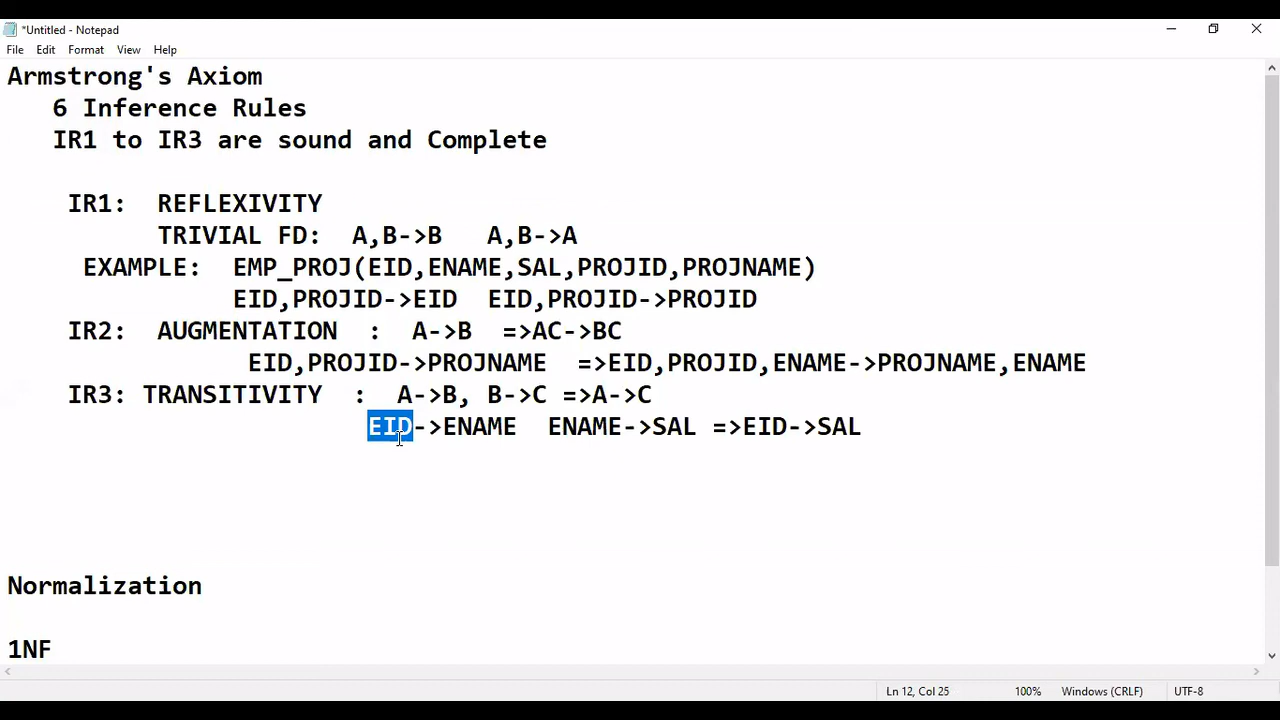 *Untitled - Notepad
File Edit Format View Help
Armstrong's Axiom
6 Inference Rules
IR1 to IR3 are sound and Complete
IR1: REFLEXIVITY
TRIVIAL FD: A,B->B A,B->A
EXAMPLE: EMP_PROJ(EID,ENAME,SAL,PROJID,PROJNAME)
EID,PROJID->EID EID,PROJID->PROJID
IR2: AUGMENTATION : A->B =>AC->BC
EID,PROJID->PROJNAME =>EID,PROJID,ENAME->PROJNAME,ENAME
IR3: TRANSITIVITY : A->B, B->C =>A->C
EID->ENAME ENAME->SAL =>EID->SAL
Normalization
1NF
Ln 12, Col 25 100% Windows (CRLF) UTF-8